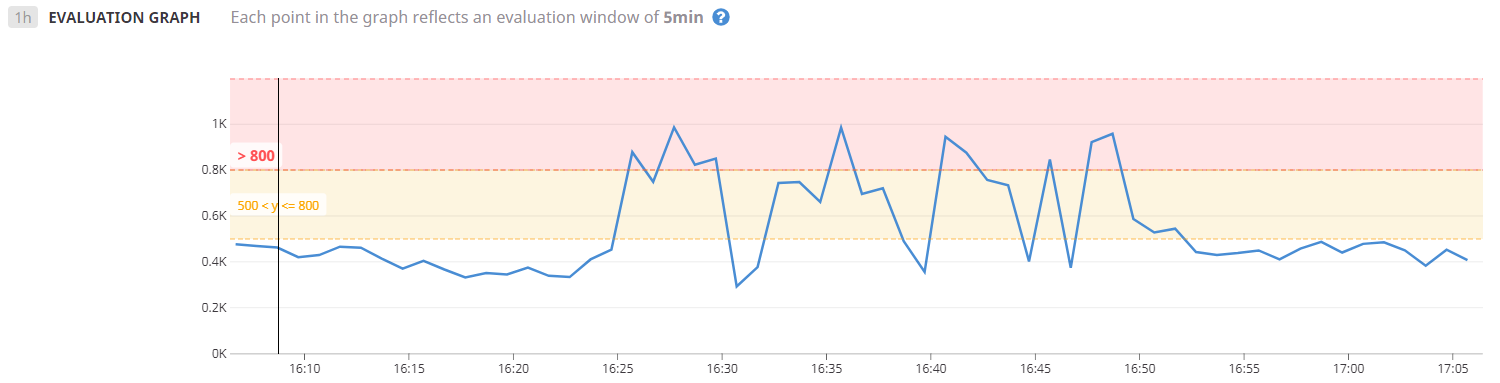 1h EVALUATION GRAPH Each point in the graph reflects an evaluation window of 5min ?
1K
> 800
0.8K
500 < y <= 800
0.6K
0.4K
0.2K
0K
16:10 16:15 16:20 16:25 16:30 16:35 16:40 16:45 16:50 16:55 17:00 17:05